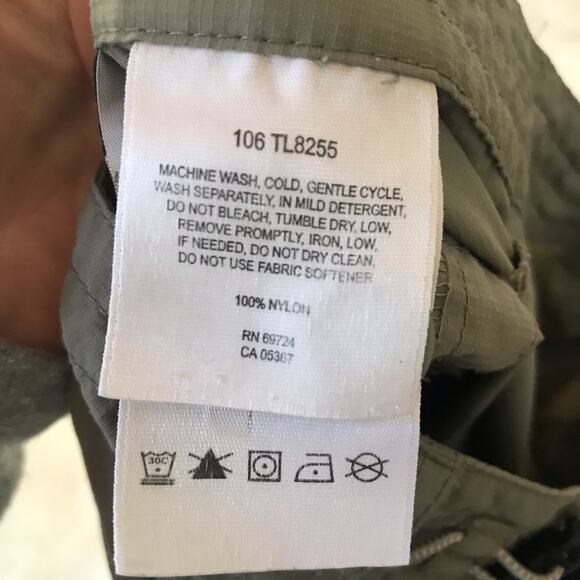 106 TL8255
MACHINE WASH, COLD, GENTLE CYCLE,
WASH SEPARATELY, IN MILD DETERGENT,
DO NOT BLEACH, TUMBLE DRY, LOW,
REMOVE PROMPTLY, IRON, LOW,
IF NEEDED, DO NOT DRY CLEAN,
DO NOT USE FABRIC SOFTENER
100% NYLON
RN 69724
CA 05367
30C